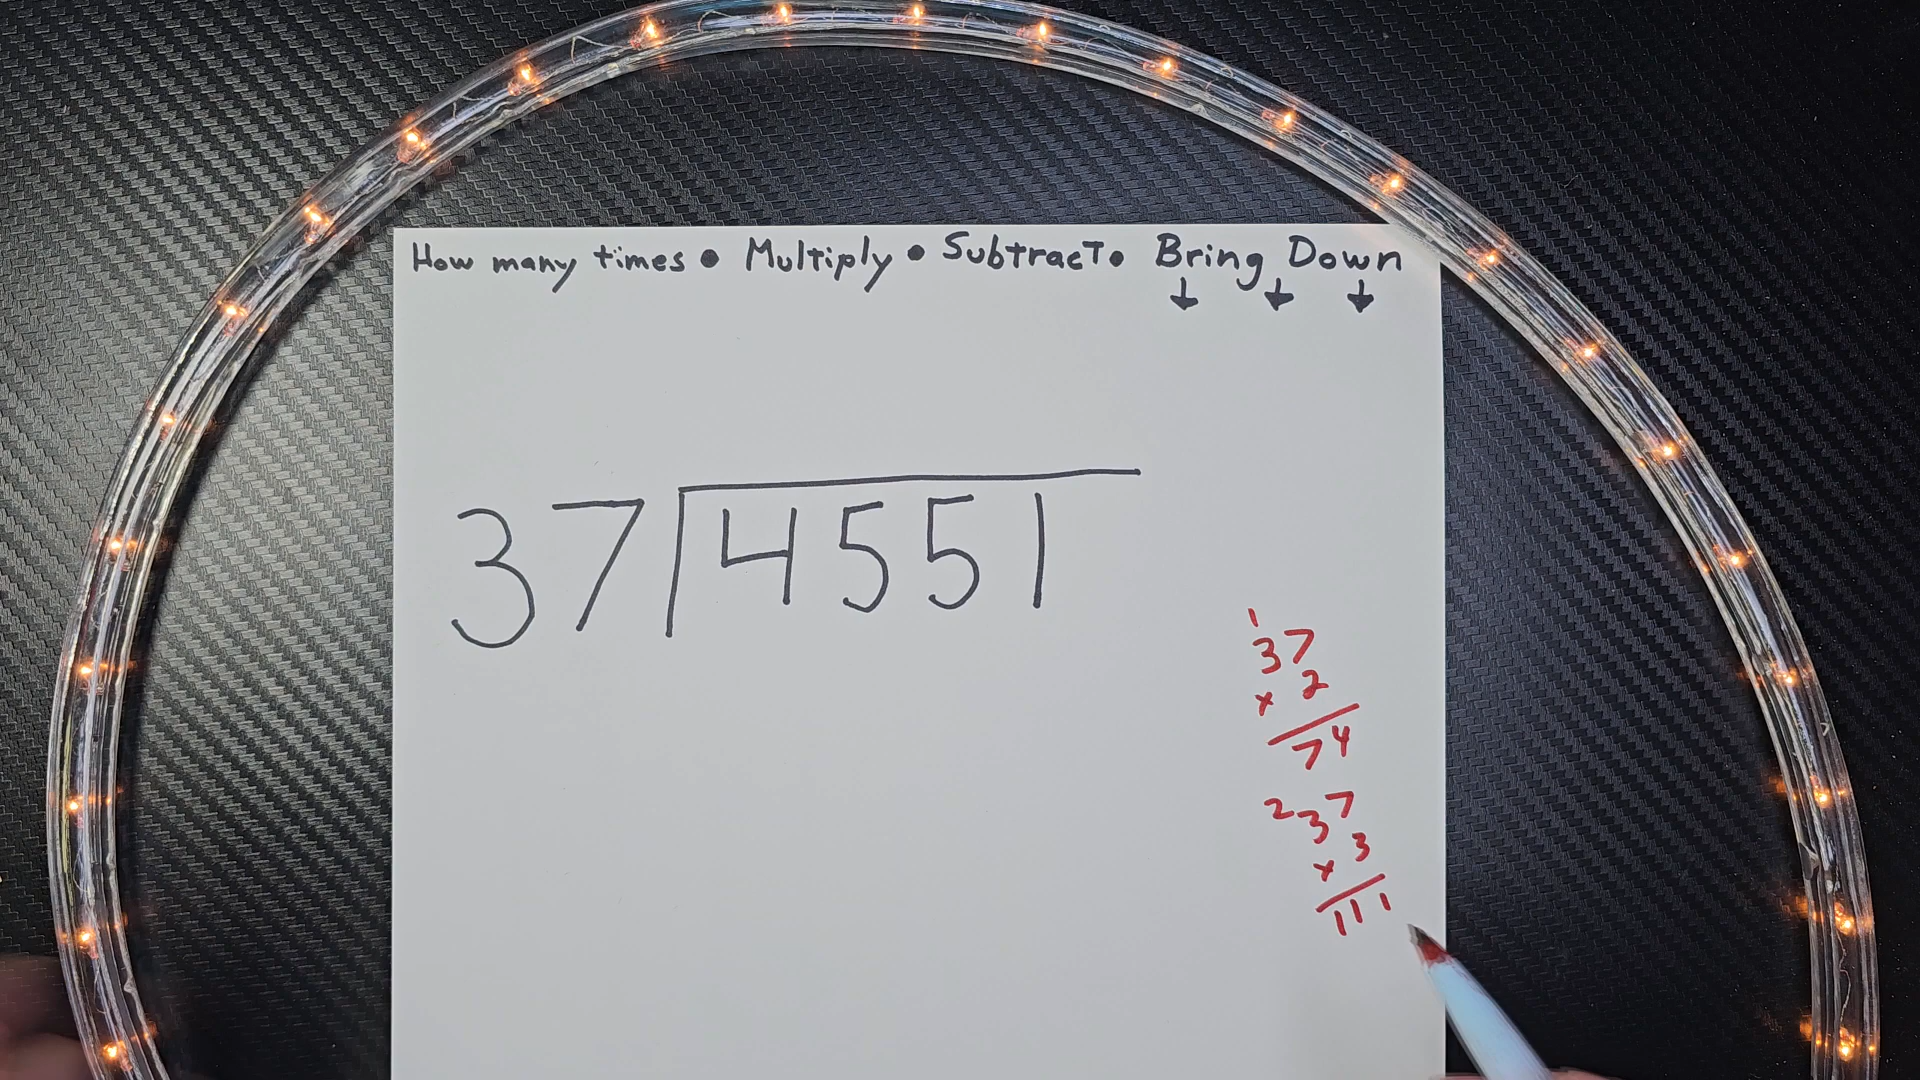 How many times • Multiply • Subtract • Bring Down
↓ ↓ ↓
37 4551
1
37
x 2
74
2 37
x 3
111